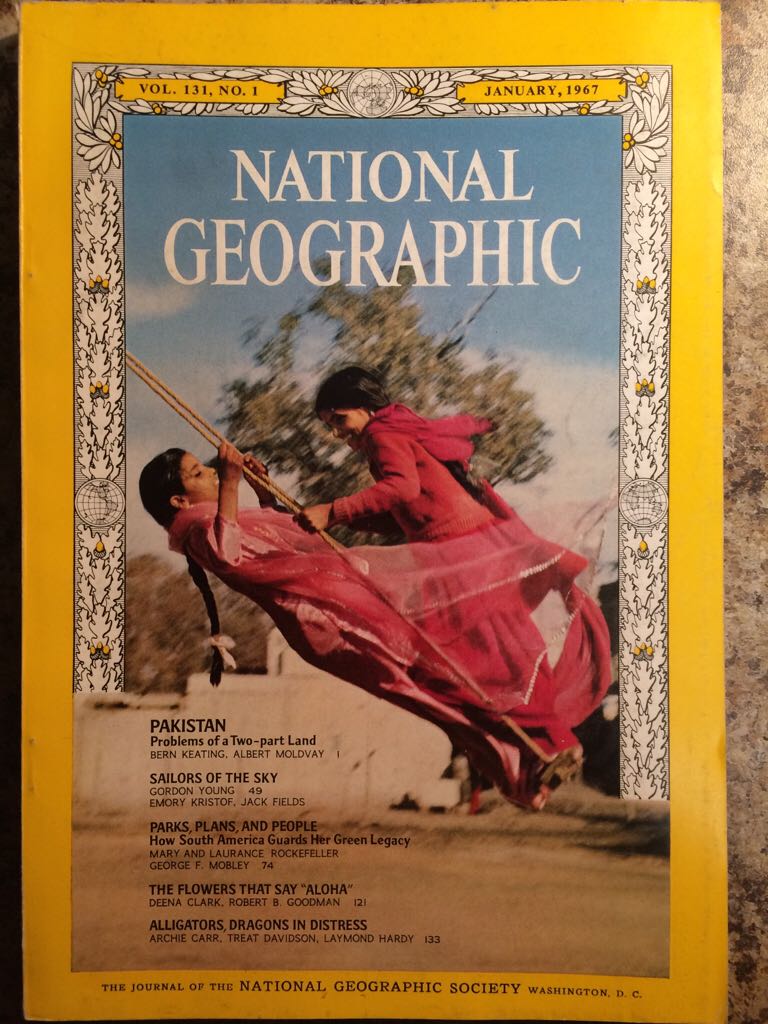 VOL. 131, NO. 1
JANUARY, 1967
NATIONAL
GEOGRAPHIC
PAKISTAN
Problems of a Two-part Land
BERN KEATING, ALBERT MOLDVAY 1
SAILORS OF THE SKY
GORDON YOUNG 49
EMORY KRISTOF, JACK FIELDS
PARKS, PLANS, AND PEOPLE
How South America Guards Her Green Legacy
MARY AND LAURANCE ROCKEFELLER
GEORGE F. MOBLEY 74
THE FLOWERS THAT SAY "ALOHA"
DEENA CLARK, ROBERT B. GOODMAN 121
ALLIGATORS, DRAGONS IN DISTRESS
ARCHIE CARR, TREAT DAVIDSON, LAYMOND HARDY 133
THE JOURNAL OF THE NATIONAL GEOGRAPHIC SOCIETY WASHINGTON, D. C.